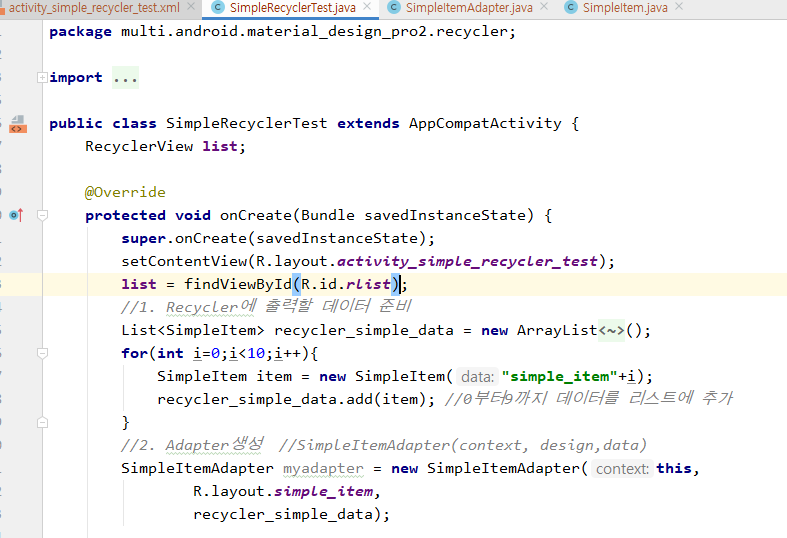 activity_simple_recycler_test.xml SimpleRecyclerTest.java SimpleItemAdapter.java SimpleItem.java
package multi.android.material_design_pro2.recycler;
import ...
public class SimpleRecyclerTest extends AppCompatActivity {
RecyclerView list;
@Override
protected void onCreate(Bundle savedInstanceState) {
super.onCreate(savedInstanceState);
setContentView(R.layout.activity_simple_recycler_test);
list = findViewById(R.id.rlist);
//1. Recycler에 출력할 데이터 준비
List<SimpleItem> recycler_simple_data = new ArrayList<~>();
for(int i=0;i<10;i++){
SimpleItem item = new SimpleItem( data: "simple_item"+i);
recycler_simple_data.add(item); //0부터9까지 데이터를 리스트에 추가
}
//2. Adapter생성 //SimpleItemAdapter(context, design,data)
SimpleItemAdapter myadapter = new SimpleItemAdapter( context: this,
R.layout.simple_item,
recycler_simple_data);